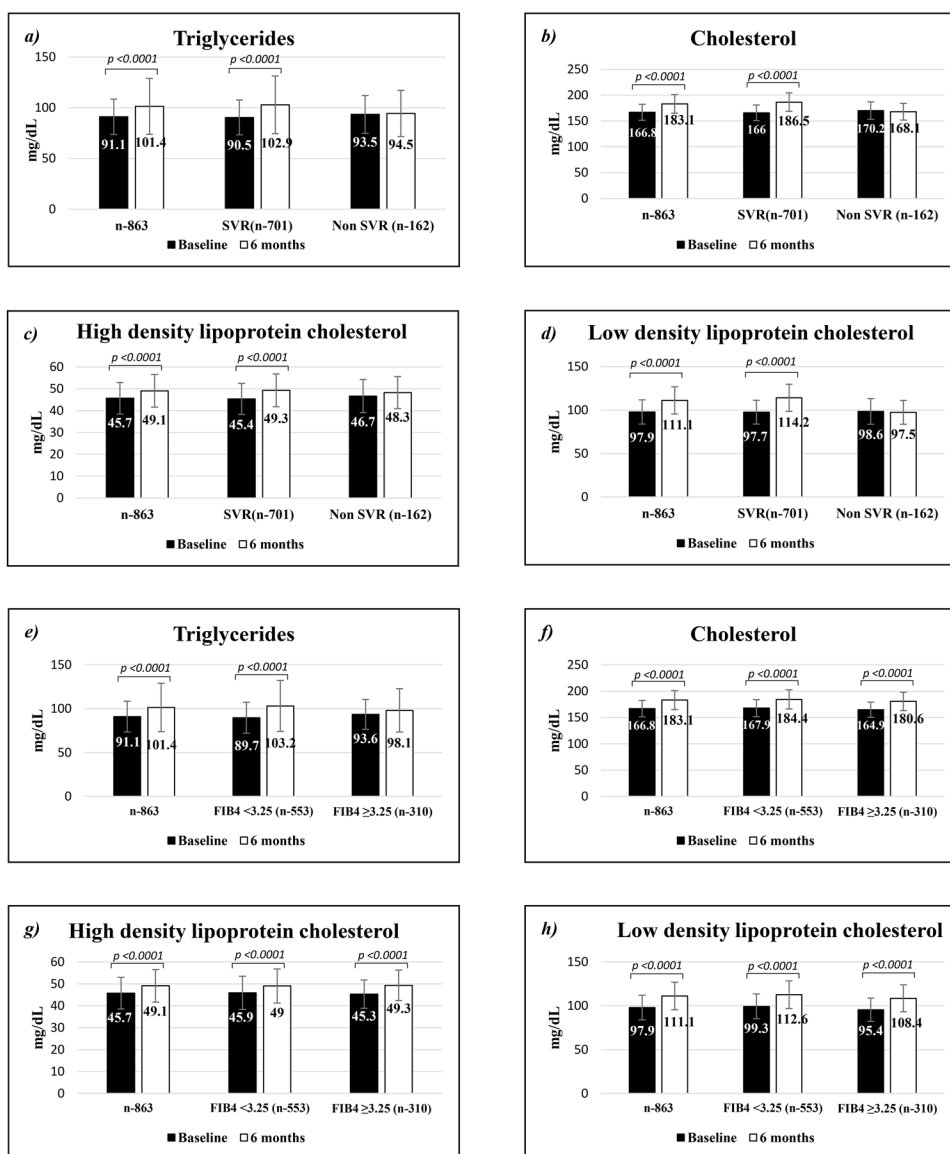 a) Triglycerides
p <0.0001 p <0.0001
150
100
50
0
mg/dL
91.1 101.4 90.5 102.9 93.5 94.5
n-863 SVR(n-701) Non SVR (n-162)
Baseline 6 months
b) Cholesterol
p <0.0001 p <0.0001
250
200
150
100
50
0
mg/dL
166.8 183.1 166 186.5 170.2 168.1
n-863 SVR(n-701) Non SVR (n-162)
Baseline 6 months
c) High density lipoprotein cholesterol
p <0.0001 p <0.0001
60
50
40
30
20
10
0
mg/dL
45.7 49.1 45.4 49.3 46.7 48.3
n-863 SVR(n-701) Non SVR (n-162)
Baseline 6 months
d) Low density lipoprotein cholesterol
p <0.0001 p <0.0001
150
100
50
0
mg/dL
97.9 111.1 97.7 114.2 98.6 97.5
n-863 SVR(n-701) Non SVR (n-162)
Baseline 6 months
e) Triglycerides
p <0.0001 p <0.0001
150
100
50
0
mg/dL
91.1 101.4 89.7 103.2 93.6 98.1
n-863 FIB4 <3.25 (n-553) FIB4 ≥3.25 (n-310)
Baseline 6 months
f) Cholesterol
p <0.0001 p <0.0001 p <0.0001
250
200
150
100
50
0
mg/dL
166.8 183.1 167.9 184.4 164.9 180.6
n-863 FIB4 <3.25 (n-553) FIB4 ≥3.25 (n-310)
Baseline 6 months
g) High density lipoprotein cholesterol
p <0.0001 p <0.0001 p <0.0001
60
50
40
30
20
10
0
mg/dL
45.7 49.1 45.9 49 45.3 49.3
n-863 FIB4 <3.25 (n-553) FIB4 ≥3.25 (n-310)
Baseline 6 months
h) Low density lipoprotein cholesterol
p <0.0001 p <0.0001 p <0.0001
150
100
50
0
mg/dL
97.9 111.1 99.3 112.6 95.4 108.4
n-863 FIB4 <3.25 (n-553) FIB4 ≥3.25 (n-310)
Baseline 6 months